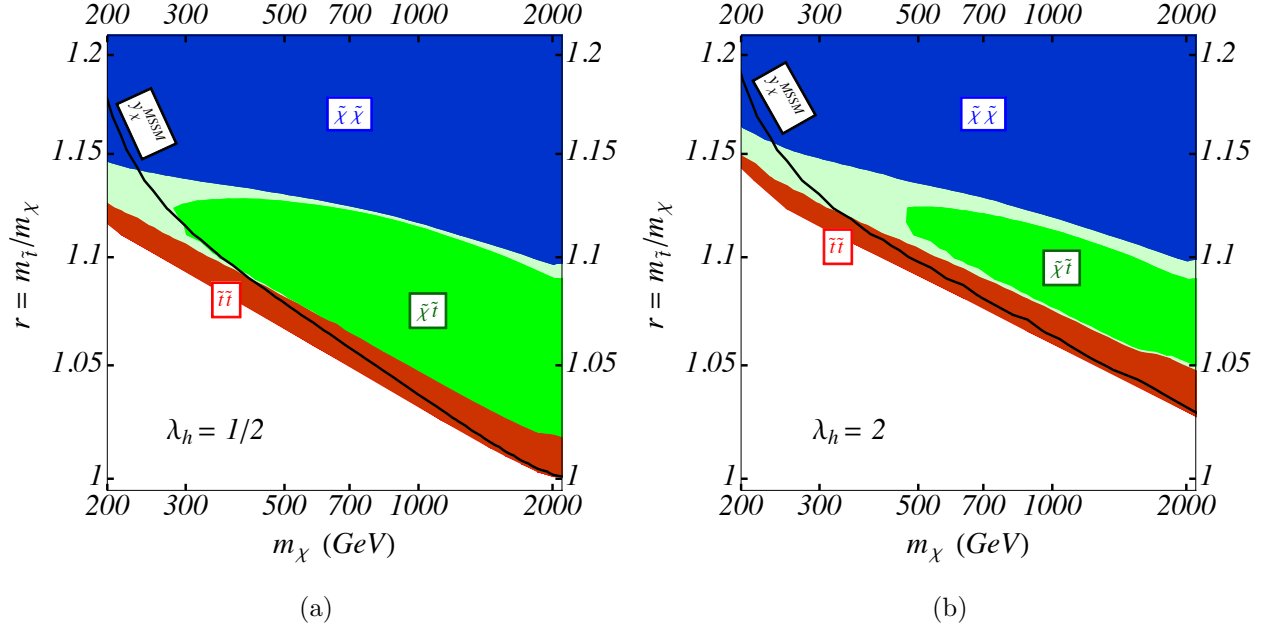 200 300 500 700 1000 2000
1.2 1.2
y_χ^MSSM
χ̃ χ̃
1.15 1.15
1.1 1.1
χ̃ t̃
t̃ t̃
1.05 1.05
λ_h = 1/2
1 1
200 300 500 700 1000 2000
r = m_t̃/m_χ
m_χ (GeV)
(a)
200 300 500 700 1000 2000
1.2 1.2
y_χ^MSSM
χ̃ χ̃
1.15 1.15
1.1 1.1
t̃ t̃
χ̃ t̃
1.05 1.05
λ_h = 2
1 1
200 300 500 700 1000 2000
r = m_t̃/m_χ
m_χ (GeV)
(b)